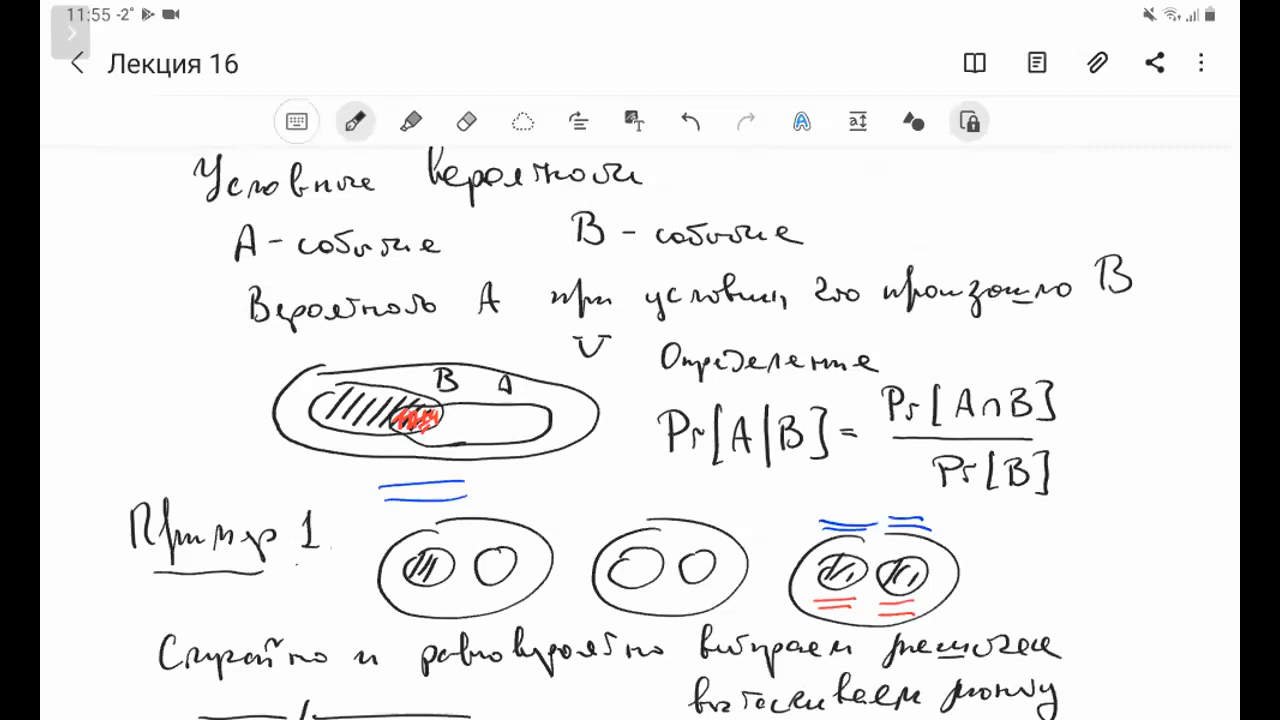 11:55 -2°
Лекция 16
Условные вероятности
A - событие B - событие
Вероятность A при условии, что произошло B
U Определение
B A
Pr[A|B] = Pr[A∩B] / Pr[B]
Пример 1
Случайно и равновероятно выбираем мешочек
вытаскиваем монету